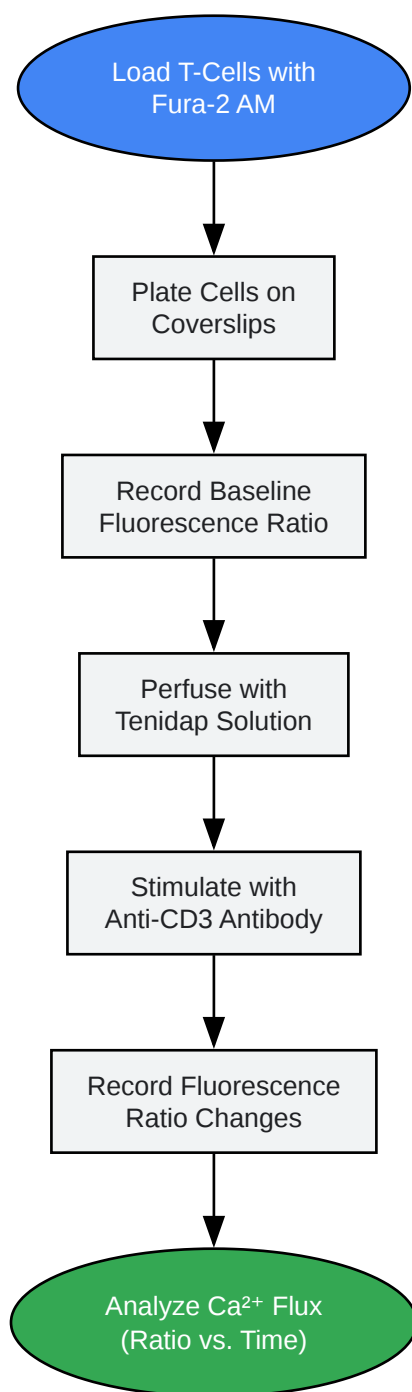 Load T-Cells with
Fura-2 AM
Plate Cells on
Coverslips
Record Baseline
Fluorescence Ratio
Perfuse with
Tenidap Solution
Stimulate with
Anti-CD3 Antibody
Record Fluorescence
Ratio Changes
Analyze Ca²⁺ Flux
(Ratio vs. Time)